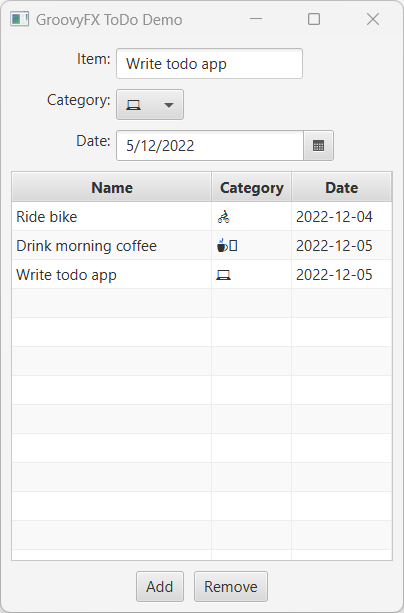 GroovyFX ToDo Demo
Item: Write todo app
Category:
Date: 5/12/2022
Name Category Date
Ride bike 2022-12-04
Drink morning coffee 2022-12-05
Write todo app 2022-12-05
Add Remove